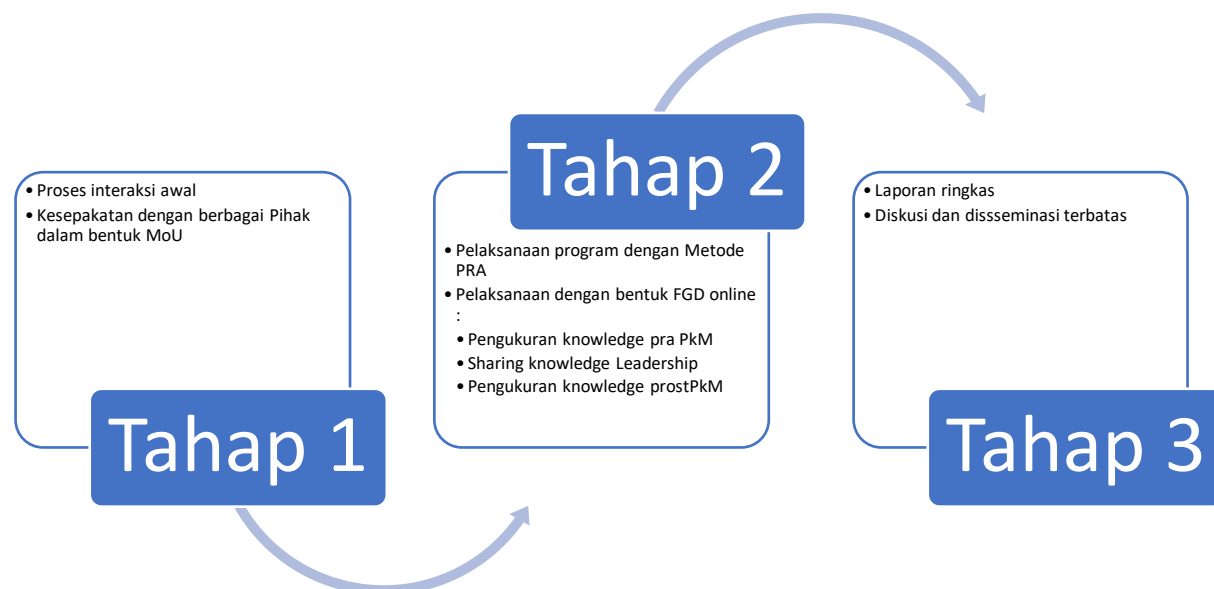 • Proses interaksi awal
• Kesepakatan dengan berbagai Pihak
dalam bentuk MoU
Tahap 1
Tahap 2
• Pelaksanaan program dengan Metode
PRA
• Pelaksanaan dengan bentuk FGD online
:
• Pengukuran knowledge pra PkM
• Sharing knowledge Leadership
• Pengukuran knowledge prostPkM
• Laporan ringkas
• Diskusi dan dissseminasi terbatas
Tahap 3